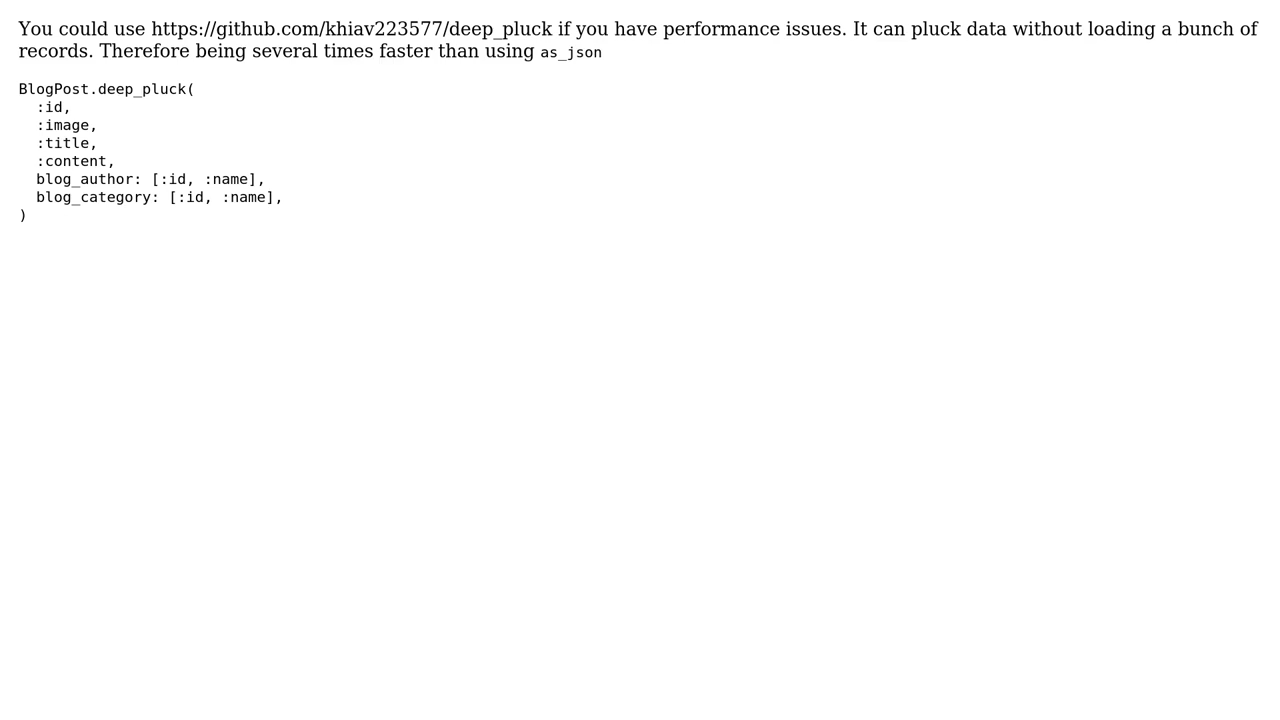 You could use https://github.com/khiav223577/deep_pluck if you have performance issues. It can pluck data without loading a bunch of
records. Therefore being several times faster than using as_json
BlogPost.deep_pluck(
  :id,
  :image,
  :title,
  :content,
  blog_author: [:id, :name],
  blog_category: [:id, :name],
)